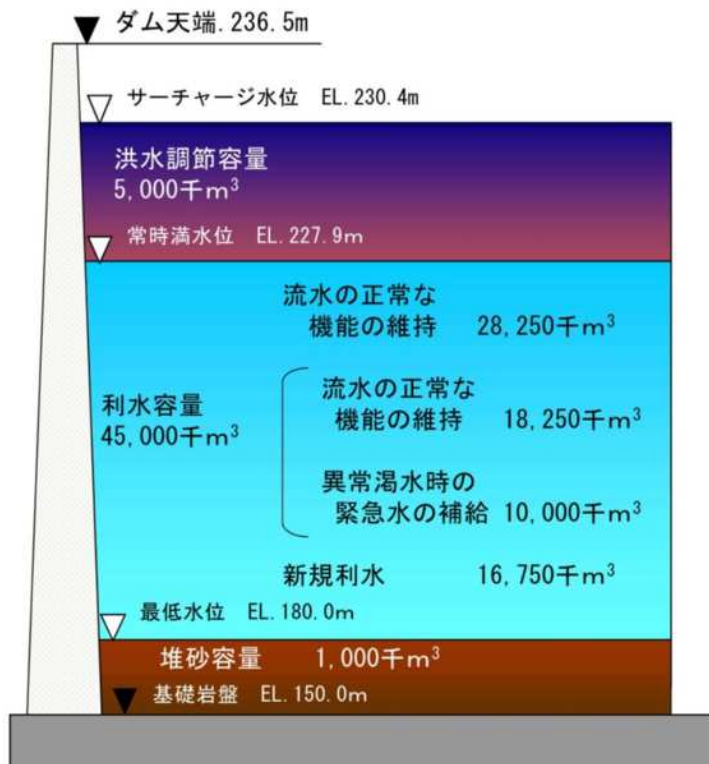 ダム天端.236.5m
サーチャージ水位 EL.230.4m
洪水調節容量
5,000千m³
常時満水位 EL.227.9m
流水の正常な
機能の維持 28,250千m³
利水容量
45,000千m³
流水の正常な
機能の維持 18,250千m³
異常渇水時の
緊急水の補給 10,000千m³
新規利水 16,750千m³
最低水位 EL.180.0m
堆砂容量 1,000千m³
基礎岩盤 EL.150.0m